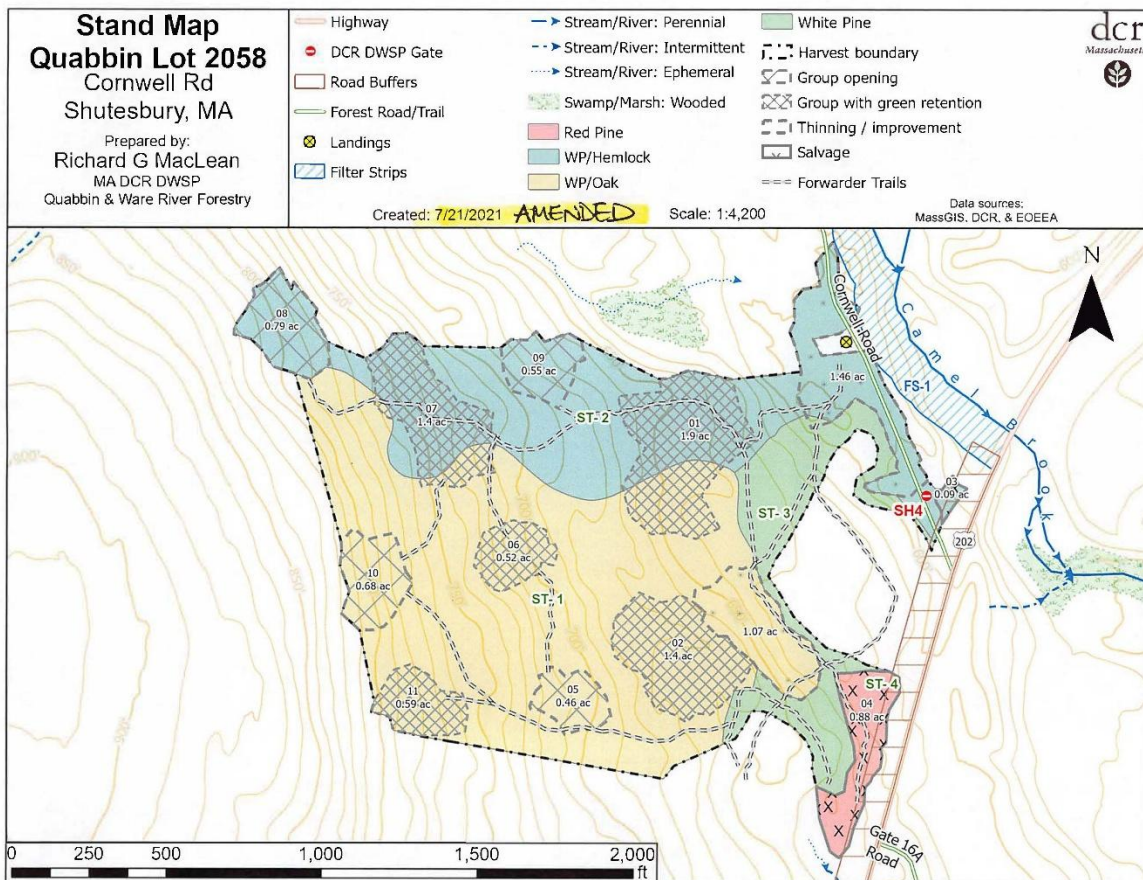 Stand Map
Quabbin Lot 2058
Cornwell Rd
Shutesbury, MA
Prepared by:
Richard G MacLean
MA DCR DWSP
Quabbin & Ware River Forestry
Highway
DCR DWSP Gate
Road Buffers
Forest Road/Trail
Landings
Filter Strips
Stream/River: Perennial
Stream/River: Intermittent
Stream/River: Ephemeral
Swamp/Marsh: Wooded
Red Pine
WP/Hemlock
WP/Oak
White Pine
Harvest boundary
Group opening
Group with green retention
Thinning / improvement
Salvage
Forwarder Trails
dcr
Massachusetts
Created: 7/21/2021 AMENDED
Scale: 1:4,200
Data sources:
MassGIS, DCR, & EOEEA
N
Cornwell Road
Camel Brook
FS-1
08
0.79 ac
09
0.55 ac
1.46 ac
07
1.4 ac
ST-2
01
1.9 ac
03
0.09 ac
ST-3
SH4
202
06
0.52 ac
10
0.68 ac
ST-1
02
1.4 ac
1.07 ac
ST-4
04
0.88 ac
11
0.59 ac
05
0.46 ac
Gate 16A
Road
0 250 500 1,000 1,500 2,000
ft